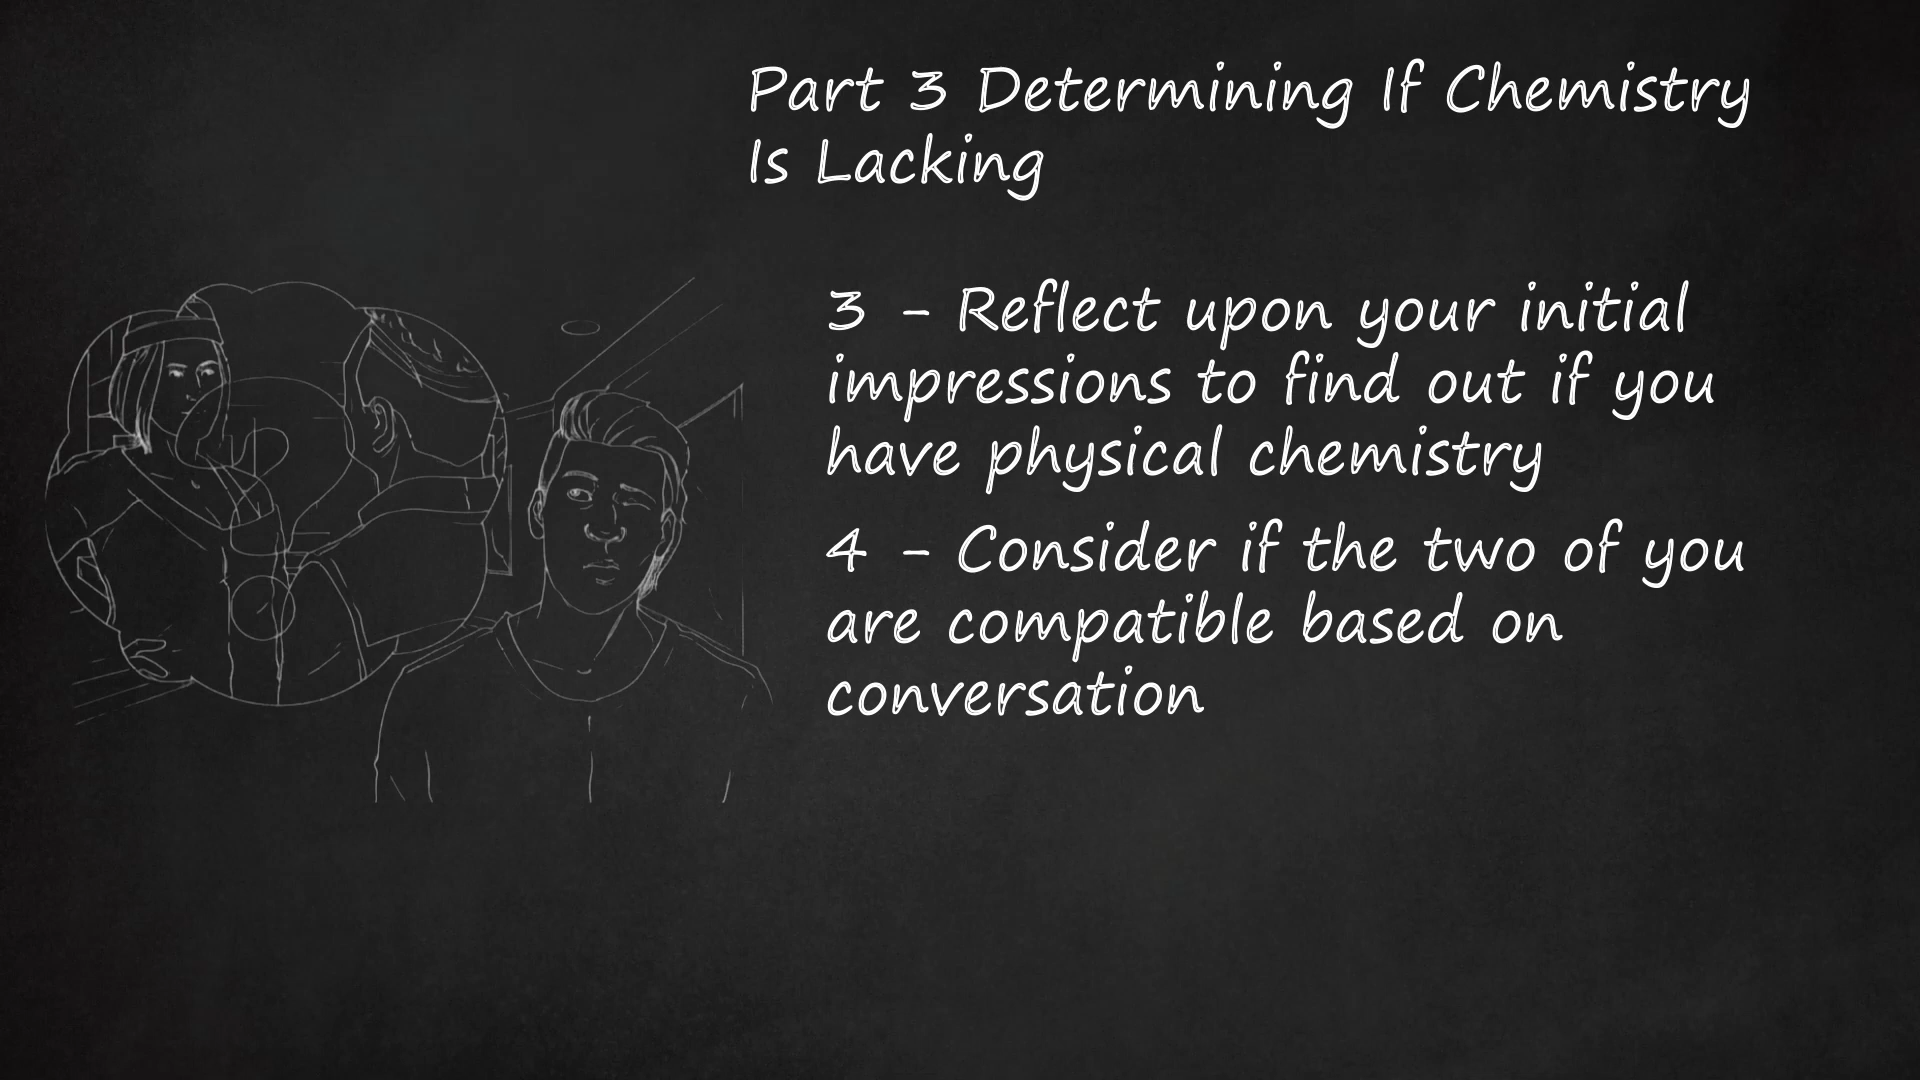 Part 3 Determining If Chemistry
Is Lacking
3 - Reflect upon your initial
impressions to find out if you
have physical chemistry
4 - Consider if the two of you
are compatible based on
conversation